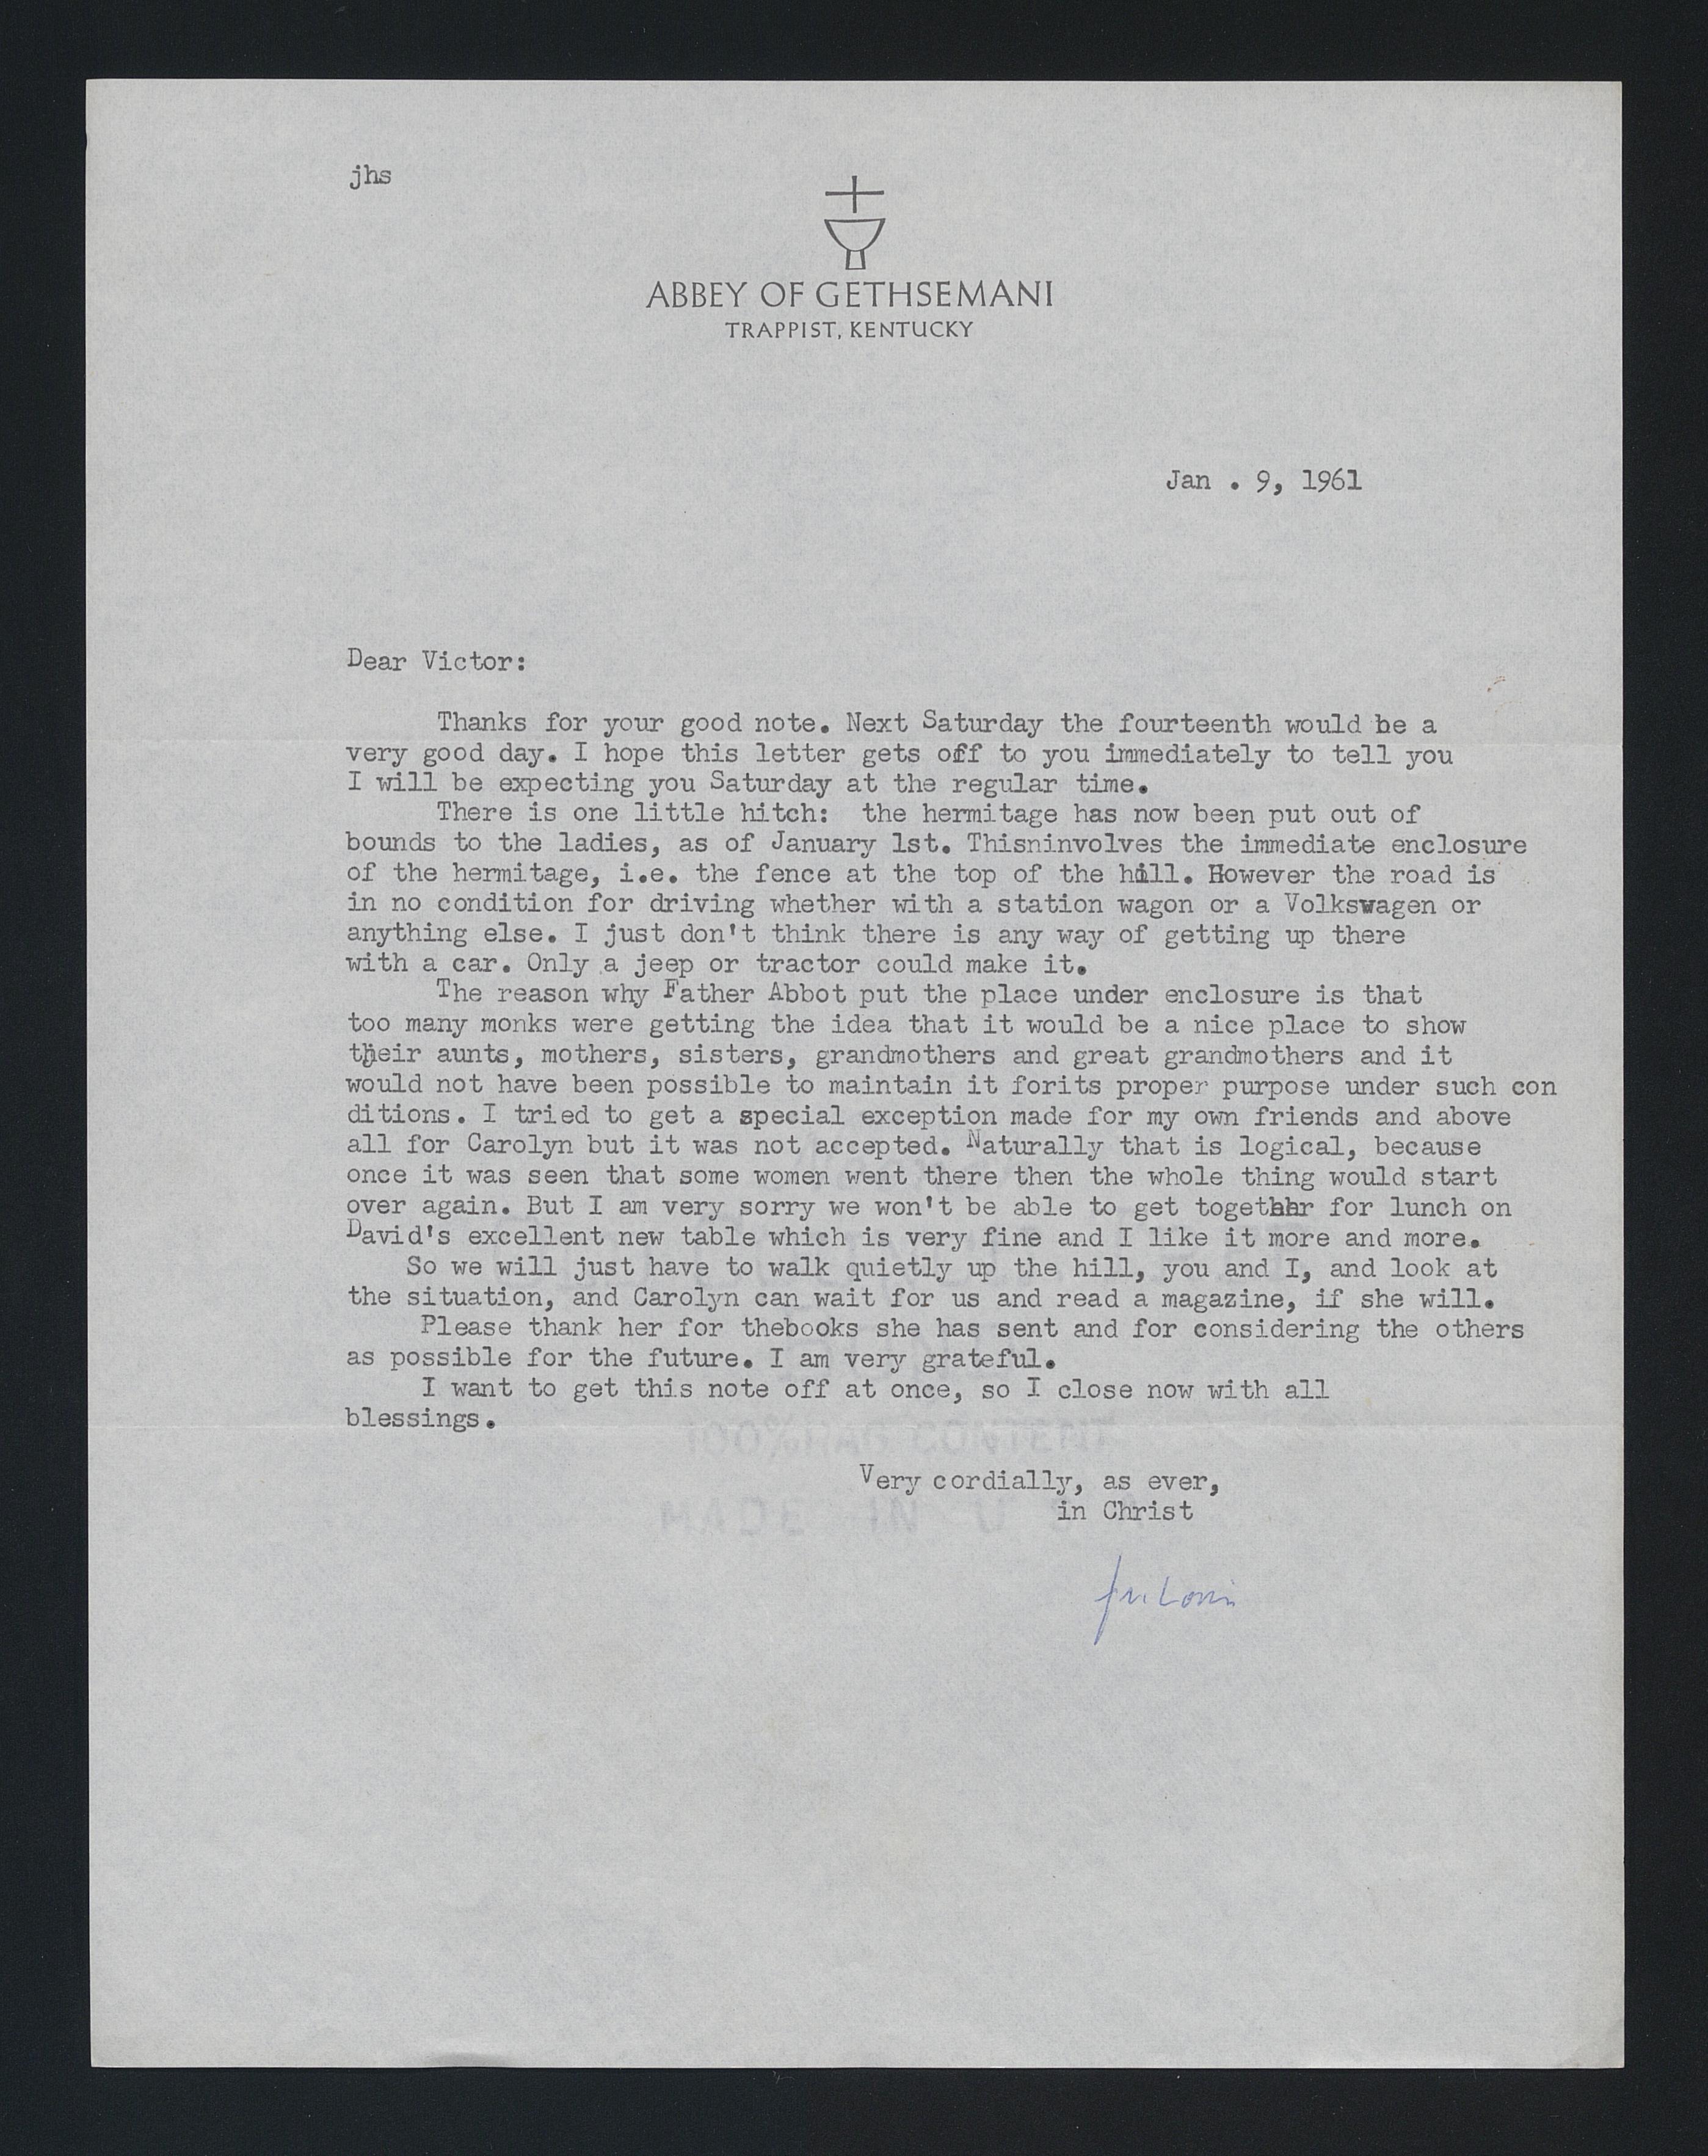 jhs
ABBEY OF GETHSEMANI
TRAPPIST, KENTUCKY
Jan . 9, 1961
Dear Victor:
Thanks for your good note. Next Saturday the fourteenth would be a
very good day. I hope this letter gets off to you immediately to tell you
I will be expecting you Saturday at the regular time.
There is one little hitch: the hermitage has now been put out of
bounds to the ladies, as of January 1st. Thisninvolves the immediate enclosure
of the hermitage, i.e. the fence at the top of the hill. However the road is
in no condition for driving whether with a station wagon or a Volkswagen or
anything else. I just don't think there is any way of getting up there
with a car. Only a jeep or tractor could make it.
The reason why Father Abbot put the place under enclosure is that
too many monks were getting the idea that it would be a nice place to show
their aunts, mothers, sisters, grandmothers and great grandmothers and it
would not have been possible to maintain it forits proper purpose under such con
ditions. I tried to get a special exception made for my own friends and above
all for Carolyn but it was not accepted. Naturally that is logical, because
once it was seen that some women went there then the whole thing would start
over again. But I am very sorry we won't be able to get together for lunch on
David's excellent new table which is very fine and I like it more and more.
So we will just have to walk quietly up the hill, you and I, and look at
the situation, and Carolyn can wait for us and read a magazine, if she will.
Please thank her for thebooks she has sent and for considering the others
as possible for the future. I am very grateful.
I want to get this note off at once, so I close now with all
blessings.
100% RAG CONTENT
Very cordially, as ever,
in Christ
MADE IN U
fr. Louis